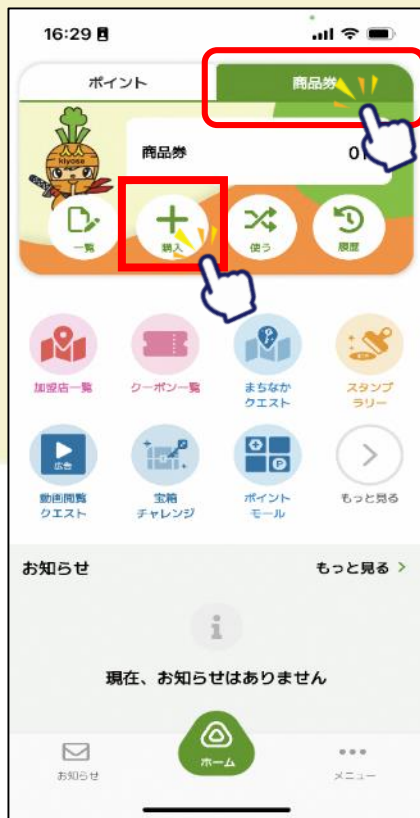 16:29
ポイント
商品券
kiyose
商品券
0
一覧
購入
使う
履歴
加盟店一覧
クーポン一覧
まちなか
クエスト
スタンプ
ラリー
広告
動画閲覧
クエスト
宝箱
チャレンジ
P
ポイント
モール
もっと見る
お知らせ
もっと見る
i
現在、お知らせはありません
お知らせ
ホーム
メニュー